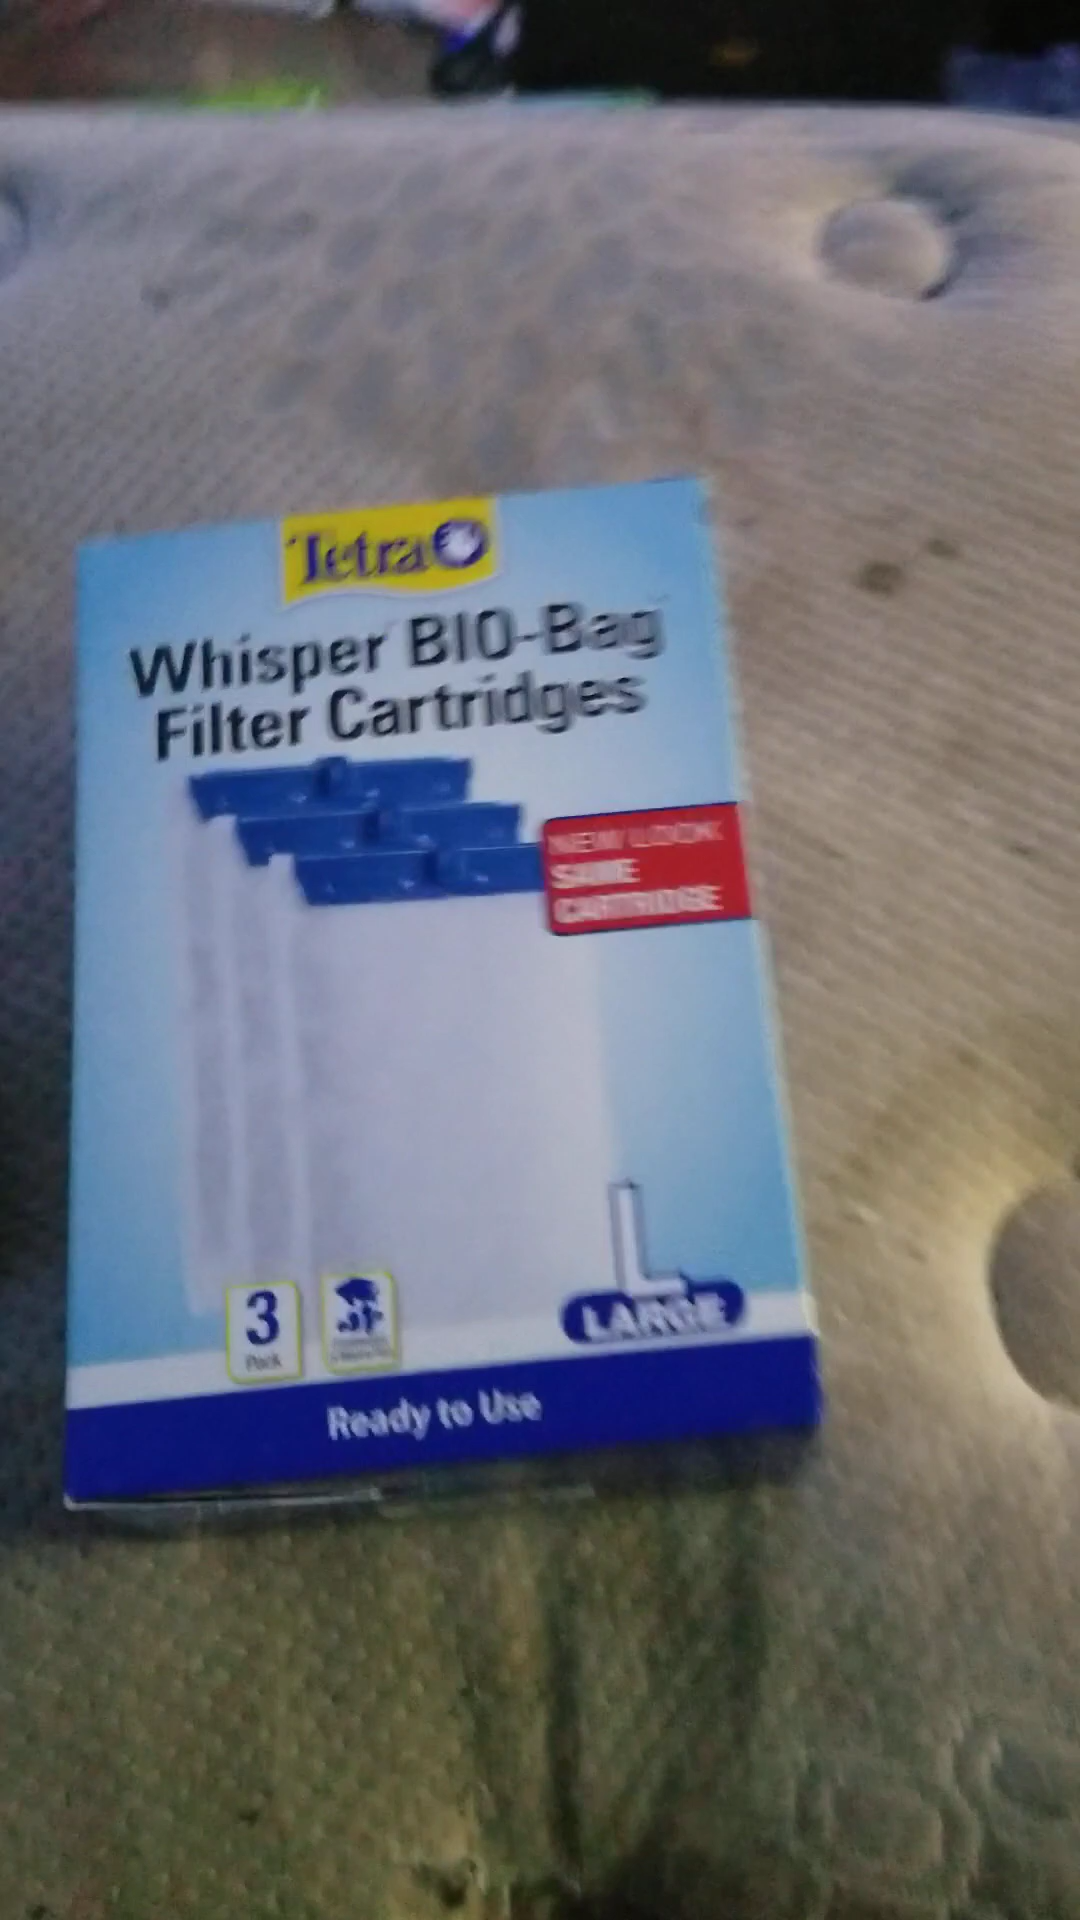 Tetra
Whisper BIO-Bag
Filter Cartridges
NEW LOOK
SAME
CARTRIDGE
L
LARGE
3
Pack
Ready to Use